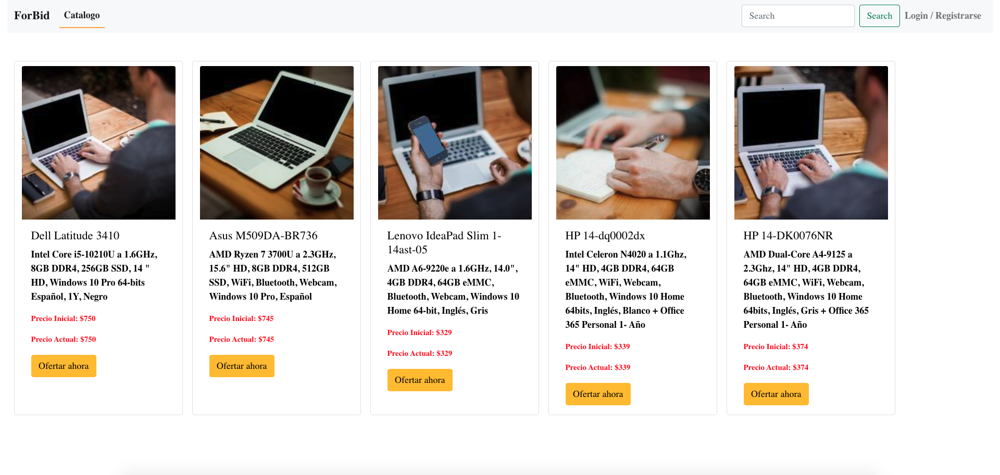 ForBid Catalogo Search Search Login / Registrarse
Dell Latitude 3410
Intel Core i5-10210U a 1.6GHz,
8GB DDR4, 256GB SSD, 14 "
HD, Windows 10 Pro 64-bits
Español, 1Y, Negro
Precio Inicial: $750
Precio Actual: $750
Ofertar ahora
Asus M509DA-BR736
AMD Ryzen 7 3700U a 2.3GHz,
15.6" HD, 8GB DDR4, 512GB
SSD, WiFi, Bluetooth, Webcam,
Windows 10 Pro, Español
Precio Inicial: $745
Precio Actual: $745
Ofertar ahora
Lenovo IdeaPad Slim 1-
14ast-05
AMD A6-9220e a 1.6GHz, 14.0",
4GB DDR4, 64GB eMMC,
Bluetooth, Webcam, Windows 10
Home 64-bit, Inglés, Gris
Precio Inicial: $329
Precio Actual: $329
Ofertar ahora
HP 14-dq0002dx
Intel Celeron N4020 a 1.1Ghz,
14" HD, 4GB DDR4, 64GB
eMMC, WiFi, Webcam,
Bluetooth, Windows 10 Home
64bits, Inglés, Blanco + Office
365 Personal 1- Año
Precio Inicial: $339
Precio Actual: $339
Ofertar ahora
HP 14-DK0076NR
AMD Dual-Core A4-9125 a
2.3Ghz, 14" HD, 4GB DDR4,
64GB eMMC, WiFi, Webcam,
Bluetooth, Windows 10 Home
64bits, Inglés, Gris + Office 365
Personal 1- Año
Precio Inicial: $374
Precio Actual: $374
Ofertar ahora